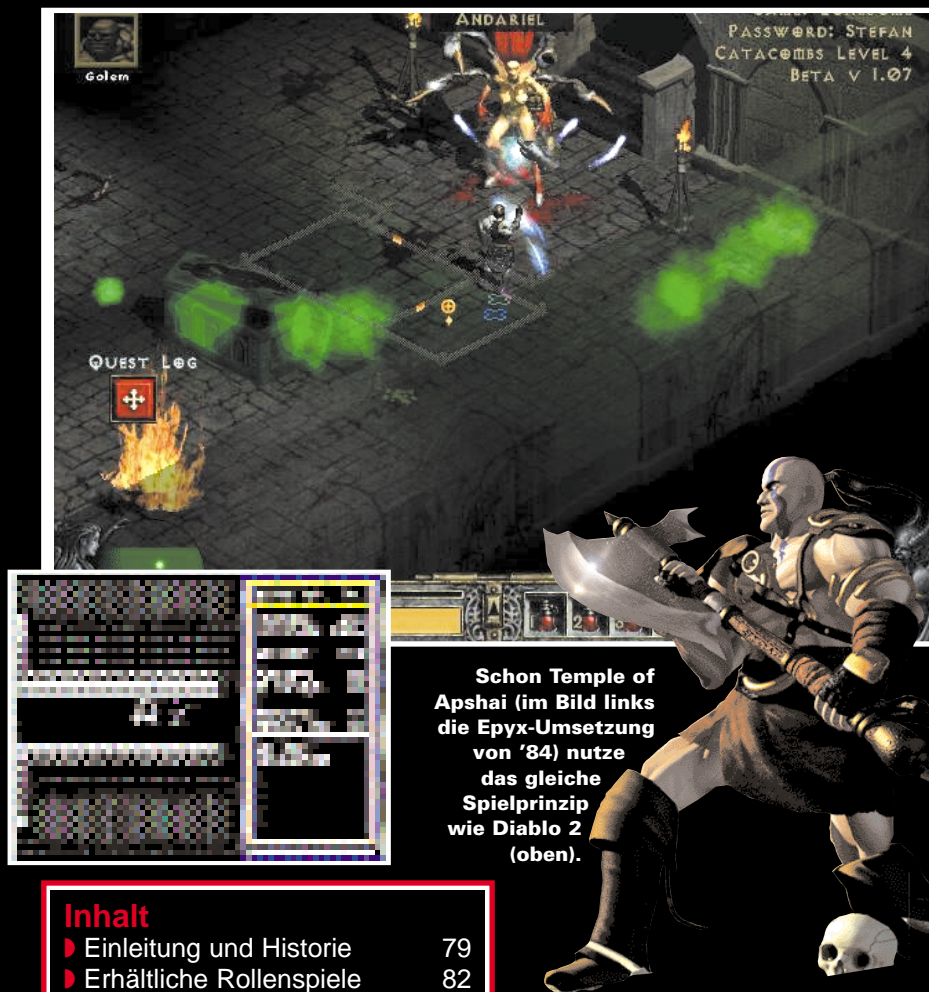 ANDARIEL
PASSWORD: STEFAN
CATACOMBS LEVEL 4
BETA V 1.07
Golem
QUEST LOG
2
Schon Temple of
Apshai (im Bild links
die Epyx-Umsetzung
von ’84) nutze
das gleiche
Spielprinzip
wie Diablo 2
(oben).
Inhalt
Einleitung und Historie 79
Erhältliche Rollenspiele 82